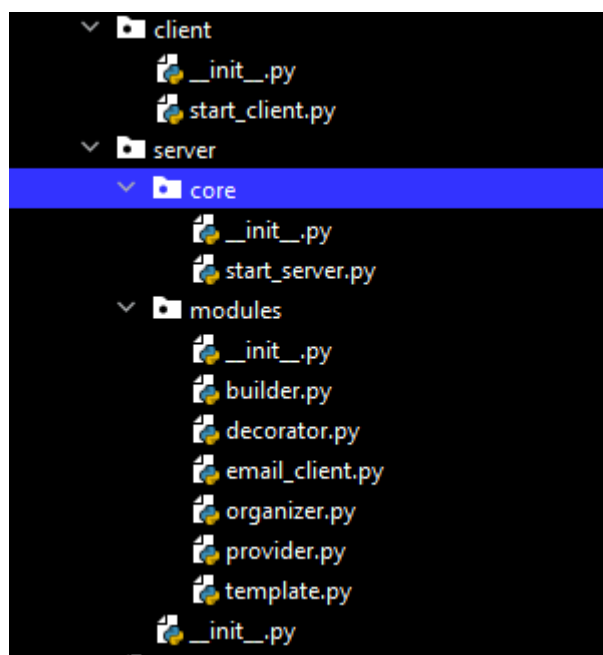 client
__init__.py
start_client.py
server
core
__init__.py
start_server.py
modules
__init__.py
builder.py
decorator.py
email_client.py
organizer.py
provider.py
template.py
__init__.py